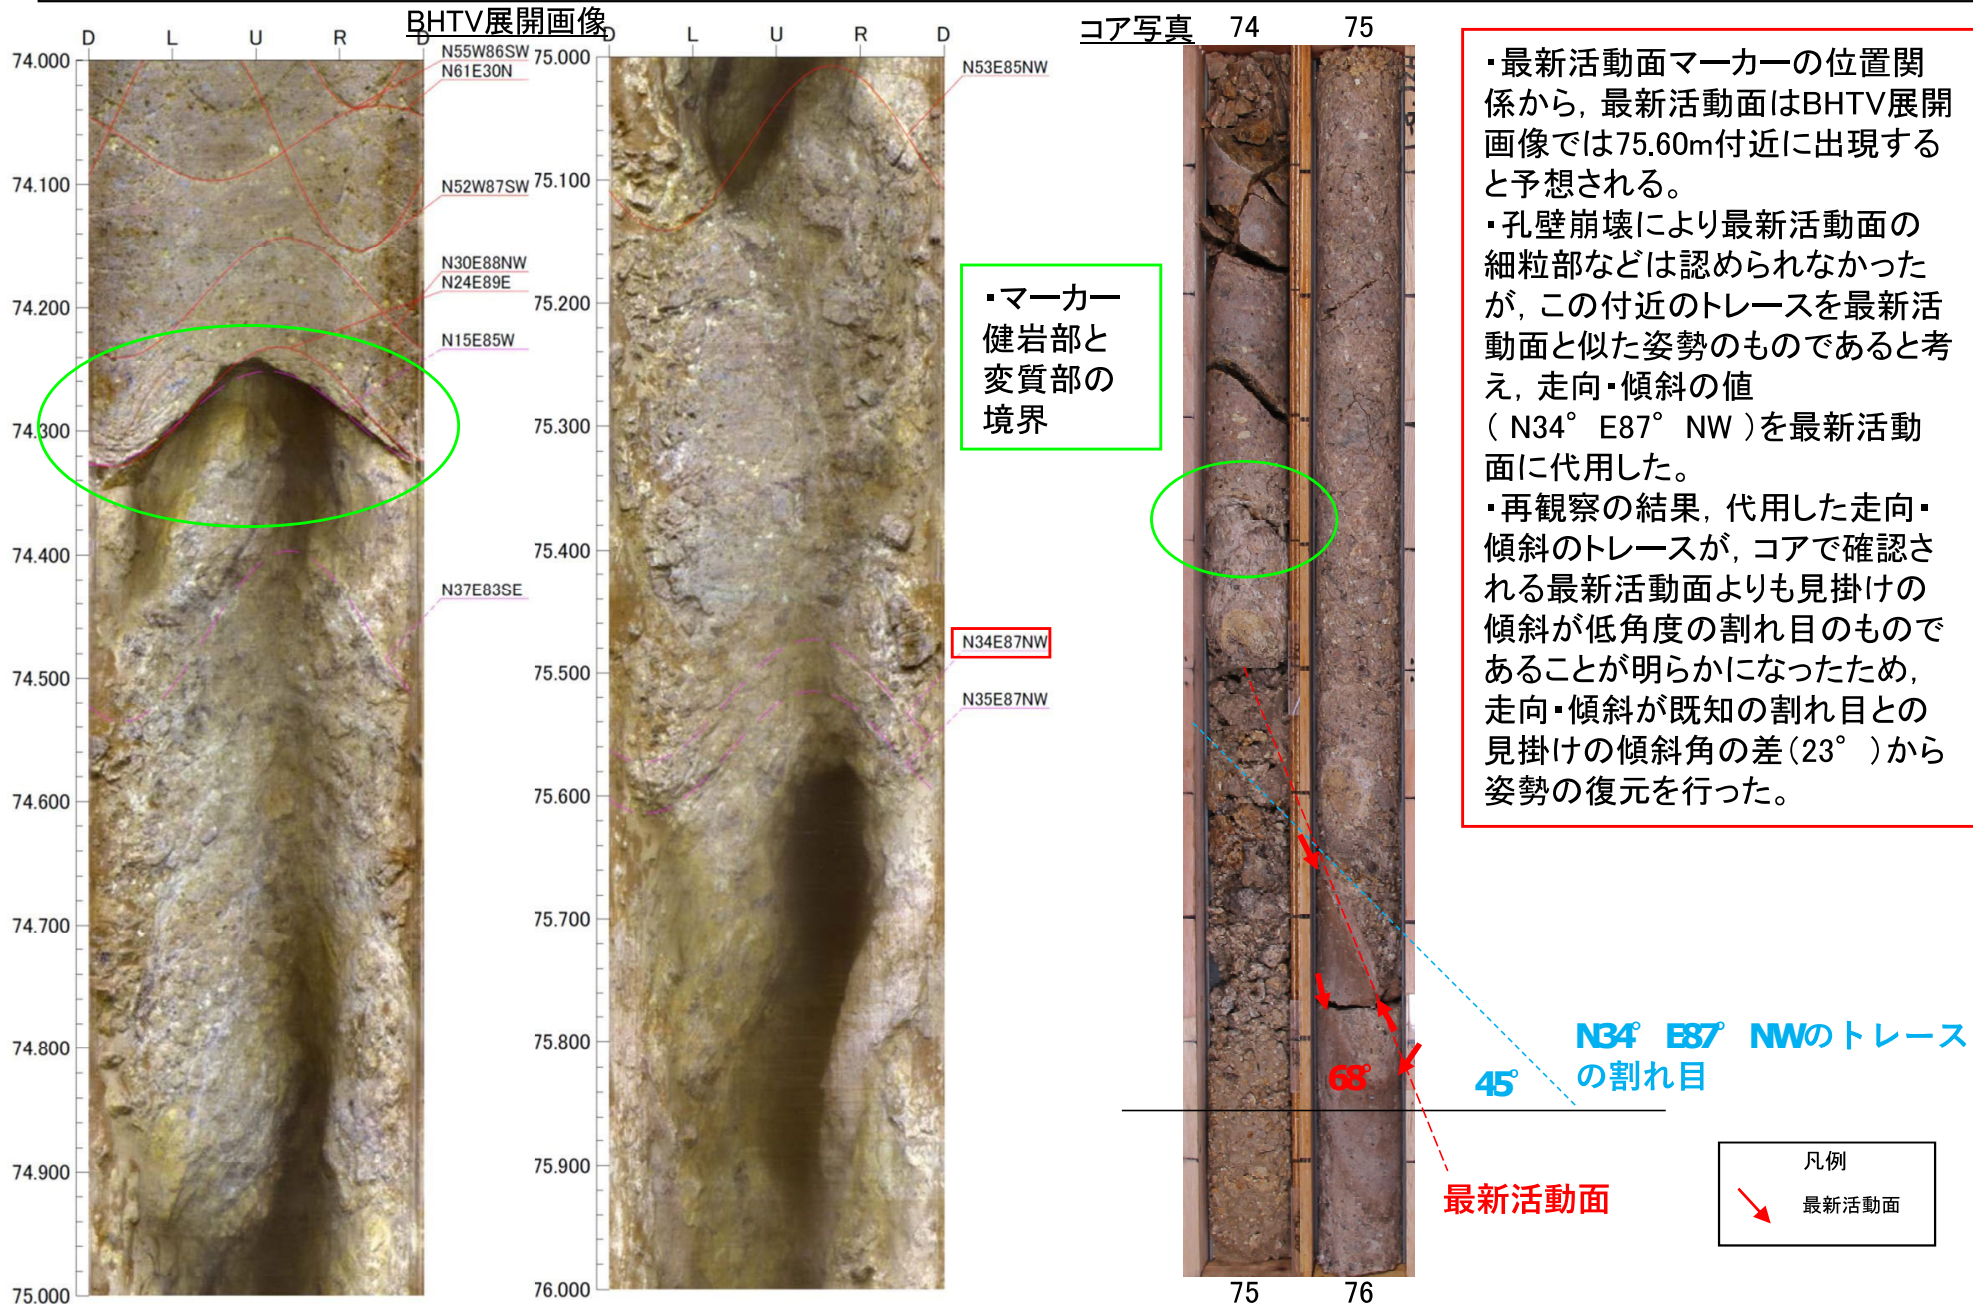 BHTV展開画像
D L U R D
74.000
74.100
74.200
74.300
74.400
74.500
74.600
74.700
74.800
74.900
75.000
N55W86SW
N61E30N
N52W87SW
N30E88NW
N24E89E
N15E85W
N37E83SE
D L U R D
75.000
75.100
75.200
75.300
75.400
75.500
75.600
75.700
75.800
75.900
76.000
N53E85NW
N34E87NW
N35E87NW
・マーカー
健岩部と
変質部の
境界
コア写真 74 75
75 76
68°
45°
N34° E87° NWのトレース
の割れ目
最新活動面
・最新活動面マーカーの位置関
係から，最新活動面はBHTV展開
画像では75.60m付近に出現する
と予想される。
・孔壁崩壊により最新活動面の
細粒部などは認められなかった
が，この付近のトレースを最新活
動面と似た姿勢のものであると考
え，走向・傾斜の値
（ N34° E87° NW ）を最新活動
面に代用した。
・再観察の結果，代用した走向・
傾斜のトレースが，コアで確認さ
れる最新活動面よりも見掛けの
傾斜が低角度の割れ目のもので
あることが明らかになったため，
走向・傾斜が既知の割れ目との
見掛けの傾斜角の差（23° ）から
姿勢の復元を行った。
凡例
最新活動面